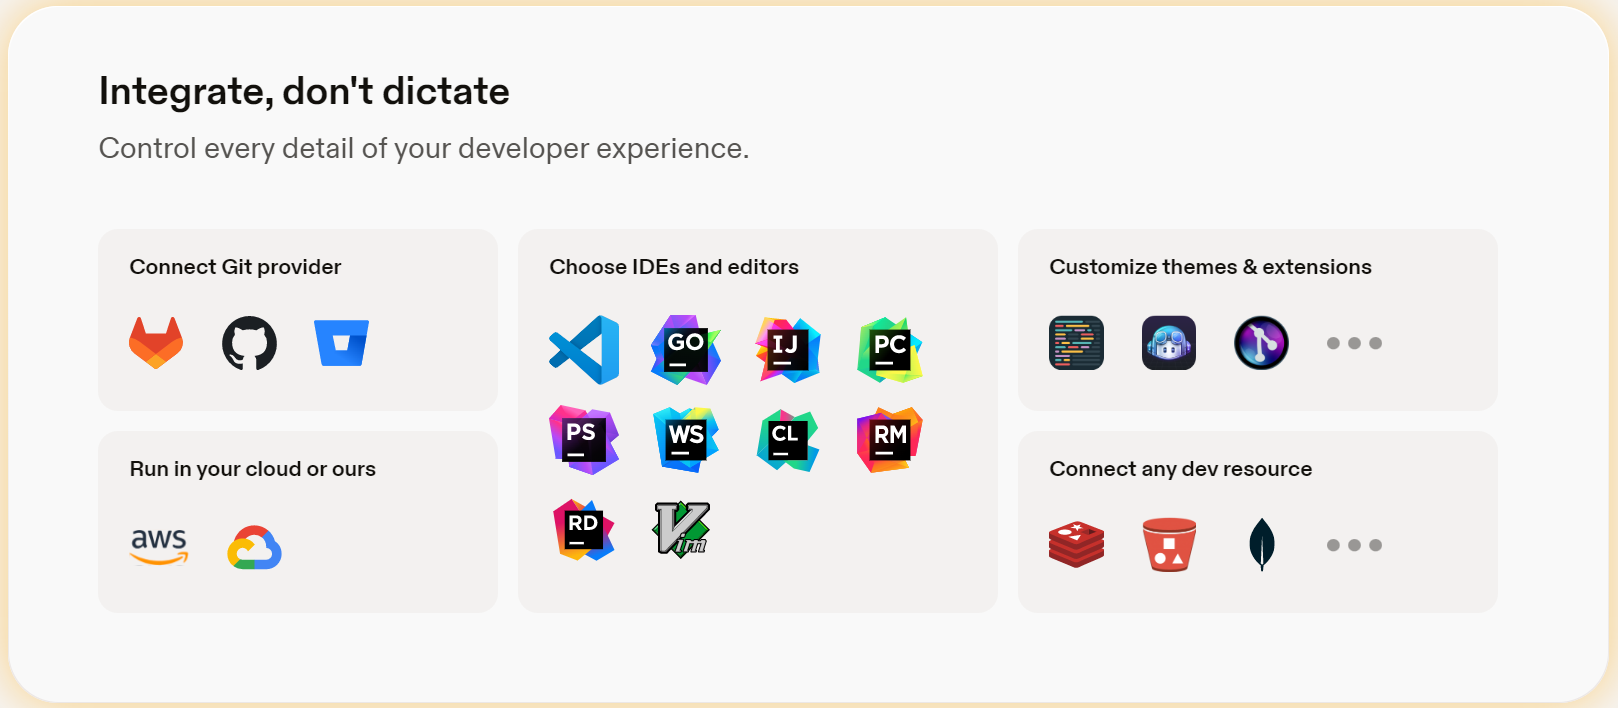 Integrate, don't dictate
Control every detail of your developer experience.
Connect Git provider
Choose IDEs and editors
GO
IJ
PC
PS
WS
CL
RM
RD
Vim
Customize themes & extensions
Run in your cloud or ours
aws
Connect any dev resource